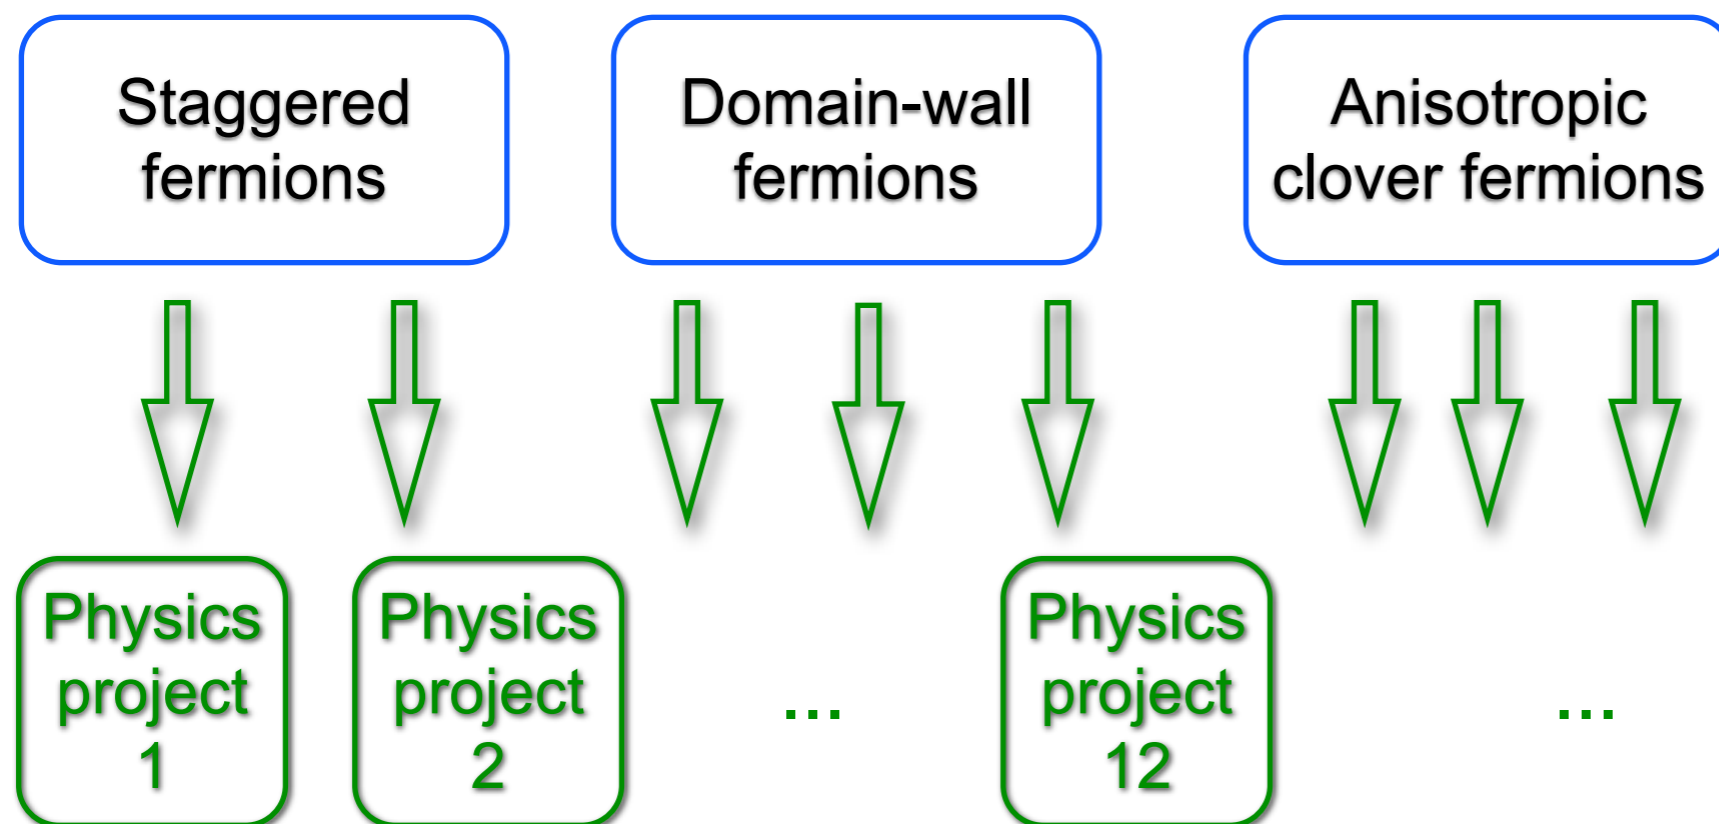 Staggered
fermions
Domain-wall
fermions
Anisotropic
clover fermions
Physics
project
1
Physics
project
2
...
Physics
project
12
...